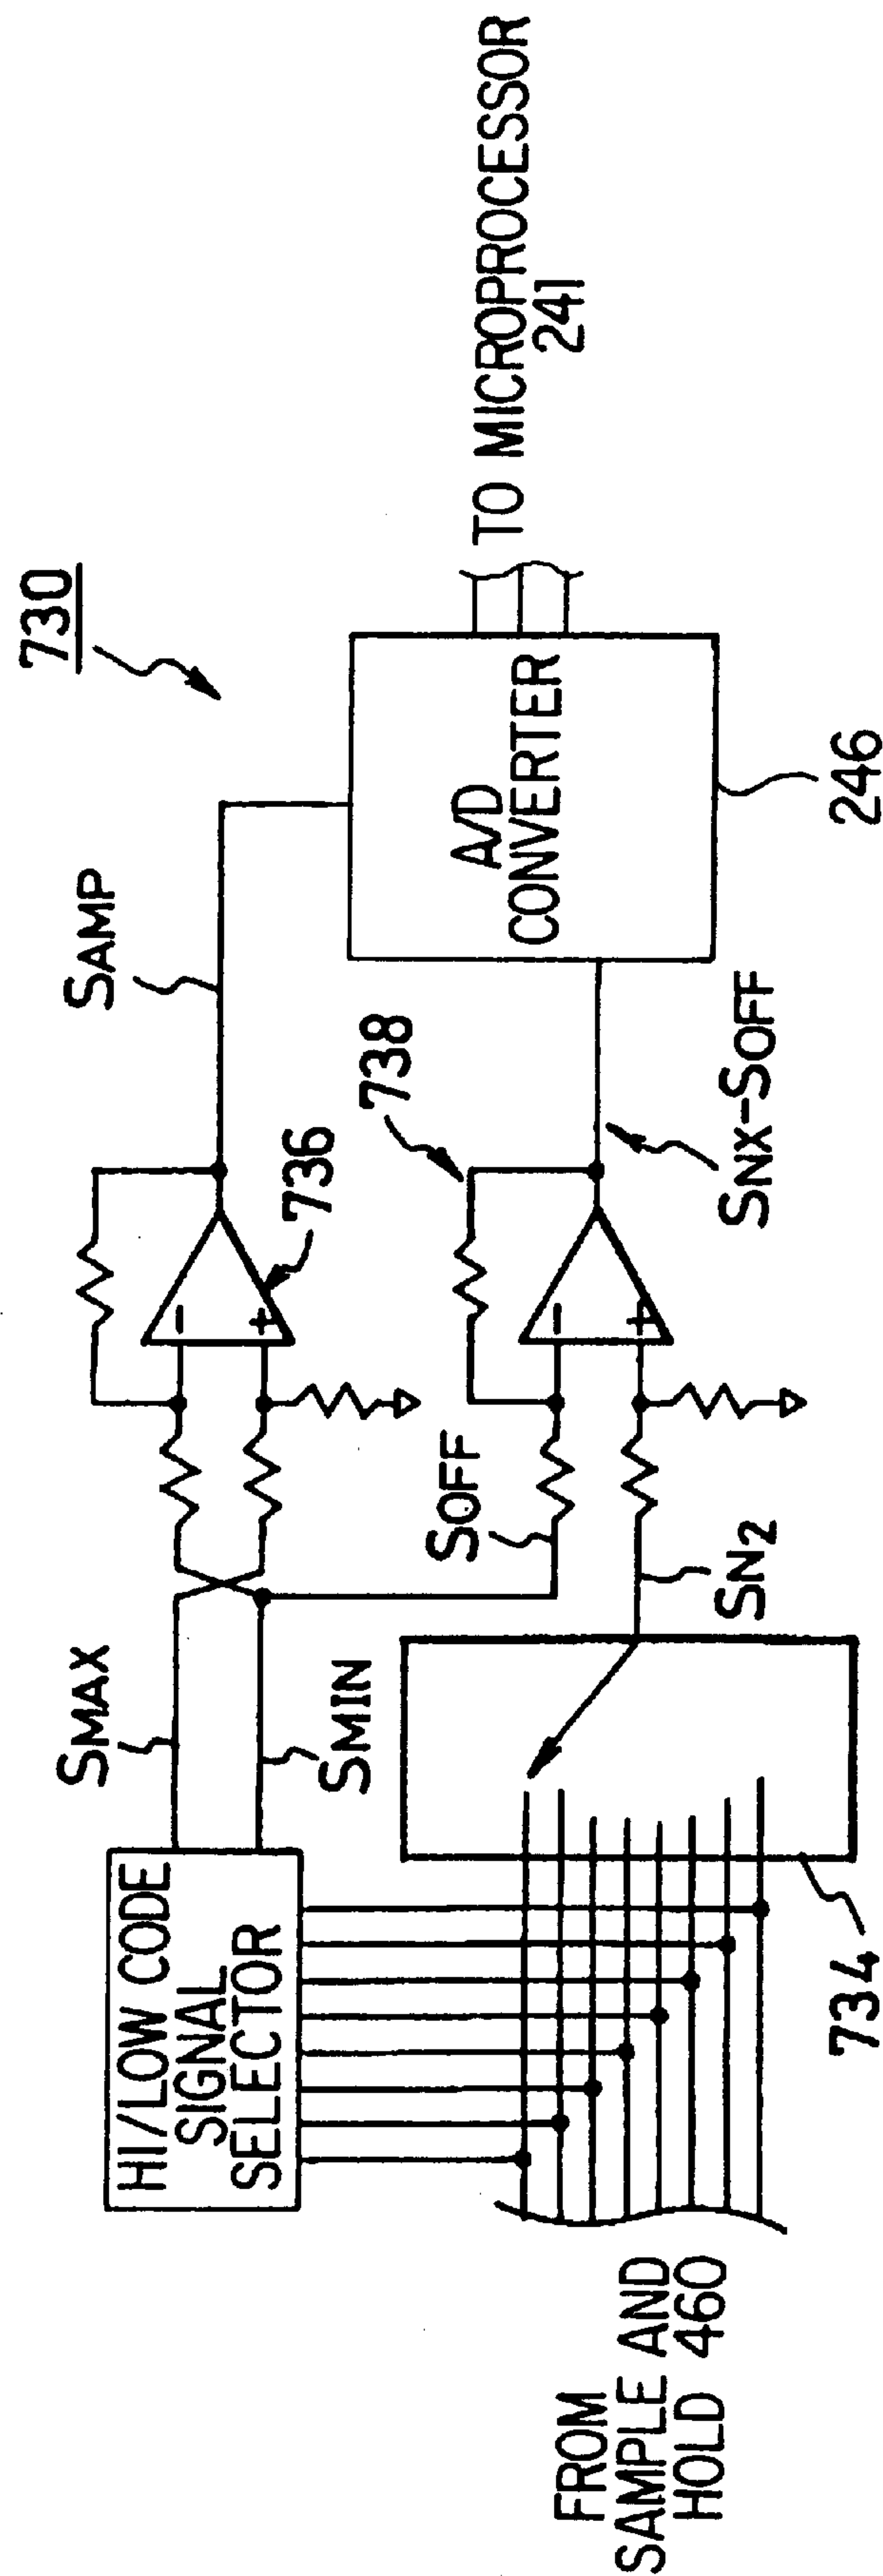 730
HI/LOW CODE
SIGNAL
SELECTOR
SMAX
SMIN
-
+
736
SAMP
SOFF
-
+
738
SN2
SNX-SOFF
A/D
CONVERTER
246
TO MICROPROCESSOR
241
FROM
SAMPLE AND
HOLD 460
734